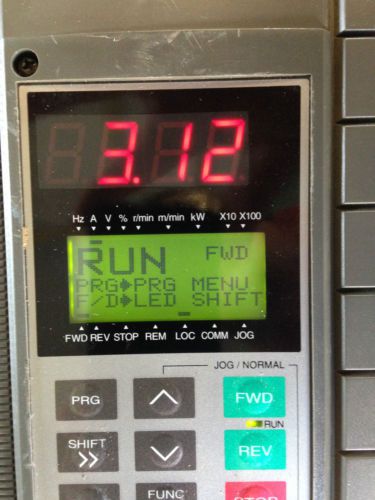 3.12
Hz A V % r/min m/min kW X10 X100
RUN FWD
PRG➧PRG MENU
F/D➧LED SHIFT
FWD REV STOP REM LOC COMM JOG
JOG / NORMAL
PRG FWD
RUN
SHIFT REV
>>
FUNC STOP